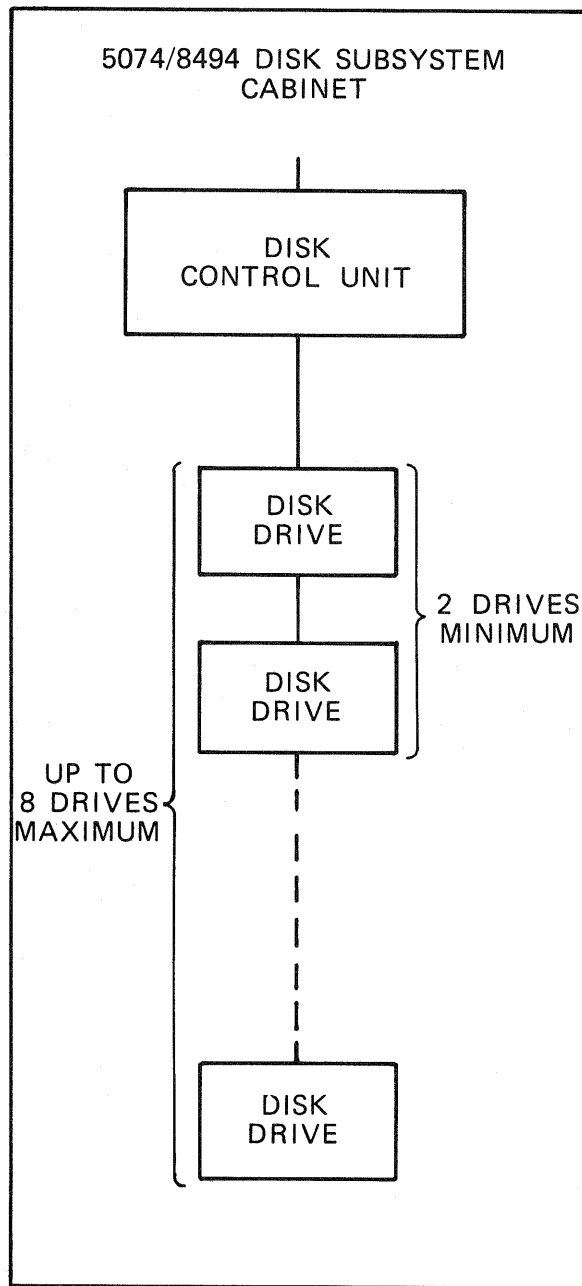 5074/8494 DISK SUBSYSTEM
CABINET
DISK
CONTROL UNIT
DISK
DRIVE
2 DRIVES
MINIMUM
DISK
DRIVE
UP TO
8 DRIVES
MAXIMUM
DISK
DRIVE